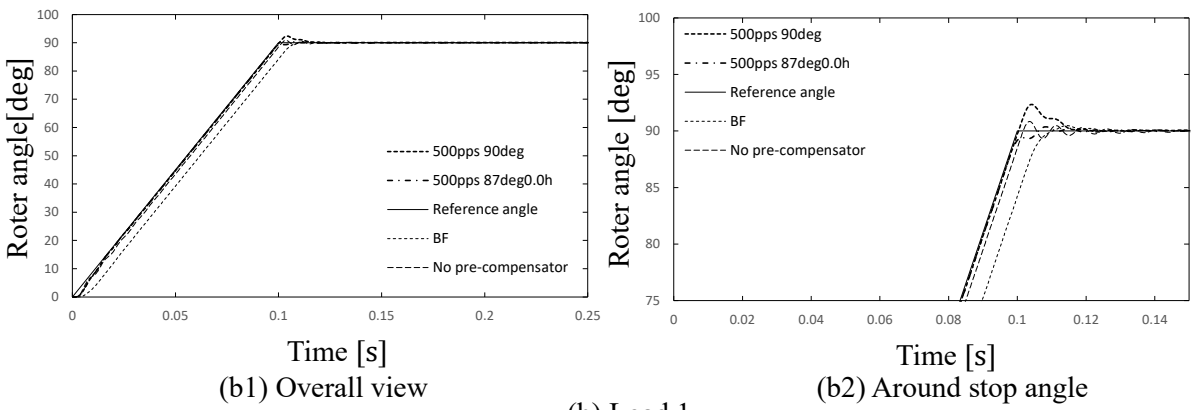 100
90
80
70
60
50
40
30
20
10
0
Roter angle[deg]
500pps 90deg
500pps 87deg0.0h
Reference angle
BF
No pre-compensator
0 0.05 0.1 0.15 0.2 0.25
Time [s]
(b1) Overall view
100
95
90
85
80
75
Roter angle [deg]
500pps 90deg
500pps 87deg0.0h
Reference angle
BF
No pre-compensator
0 0.02 0.04 0.06 0.08 0.1 0.12 0.14
Time [s]
(b2) Around stop angle